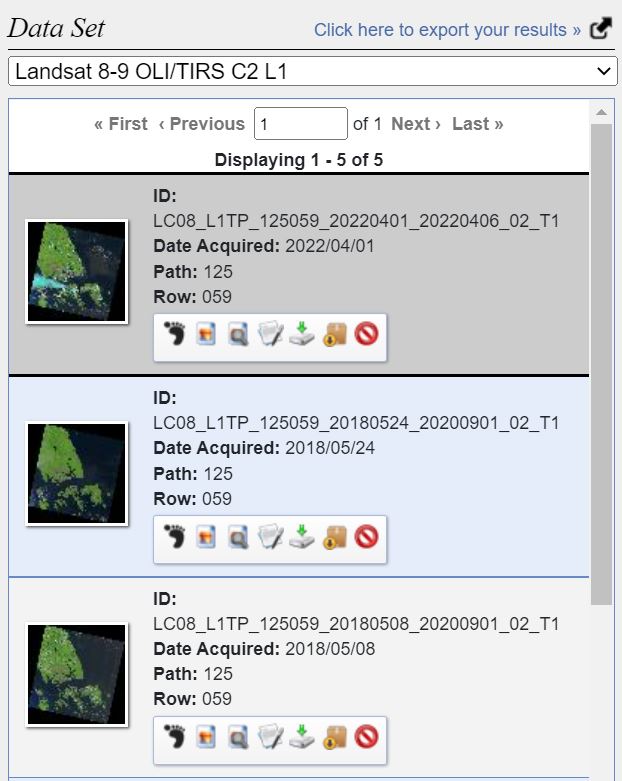 Data Set
Click here to export your results »
Landsat 8-9 OLI/TIRS C2 L1
« First ‹ Previous 1 of 1 Next › Last »
Displaying 1 - 5 of 5
ID:
LC08_L1TP_125059_20220401_20220406_02_T1
Date Acquired: 2022/04/01
Path: 125
Row: 059
ID:
LC08_L1TP_125059_20180524_20200901_02_T1
Date Acquired: 2018/05/24
Path: 125
Row: 059
ID:
LC08_L1TP_125059_20180508_20200901_02_T1
Date Acquired: 2018/05/08
Path: 125
Row: 059